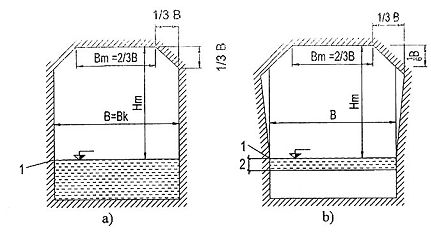 1/3 B
Bm =2/3B
1/3 B
Hm
B=Bk
1
a)
1/3 B
Bm=2/3B
Hm
B
1
2
b)